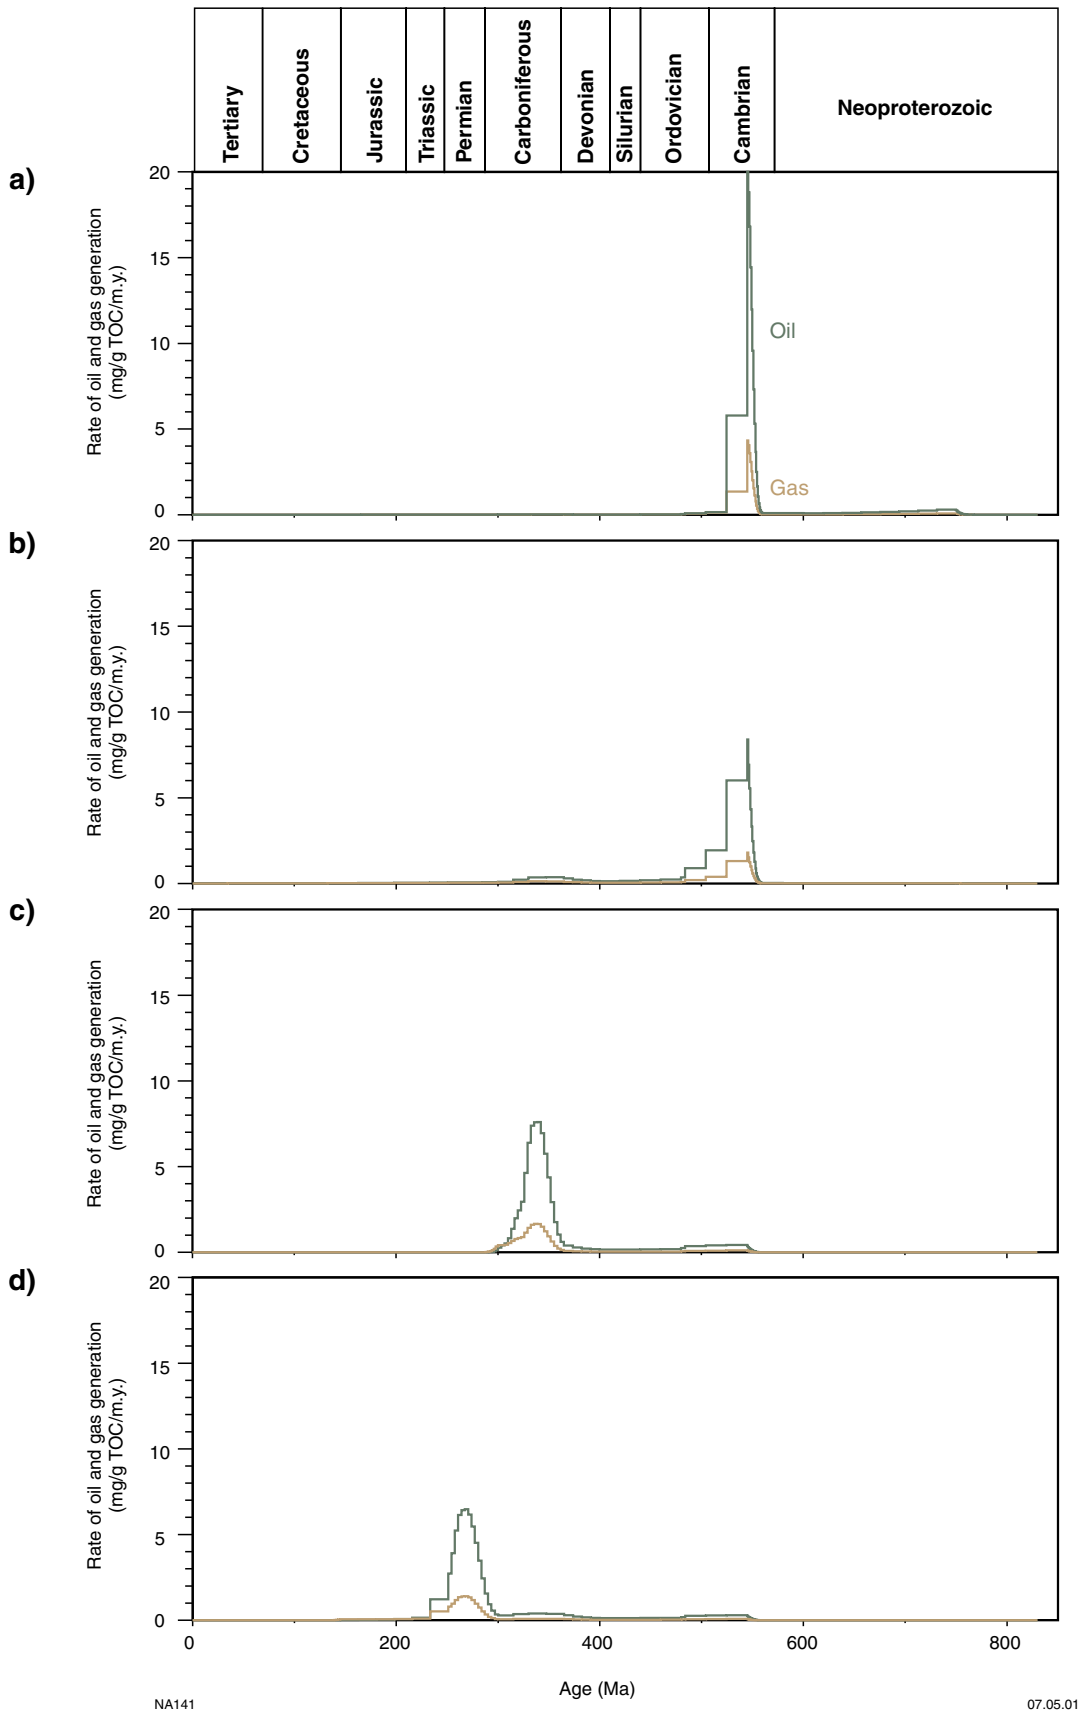 Tertiary
Cretaceous
Jurassic
Triassic
Permian
Carboniferous
Devonian
Silurian
Ordovician
Cambrian
Neoproterozoic
a)
Rate of oil and gas generation
(mg/g TOC/m.y.)
20
15
10
5
0
Oil
Gas
b)
Rate of oil and gas generation
(mg/g TOC/m.y.)
20
15
10
5
0
c)
Rate of oil and gas generation
(mg/g TOC/m.y.)
20
15
10
5
0
d)
Rate of oil and gas generation
(mg/g TOC/m.y.)
20
15
10
5
0
0 200 400 600 800
Age (Ma)
NA141
07.05.01